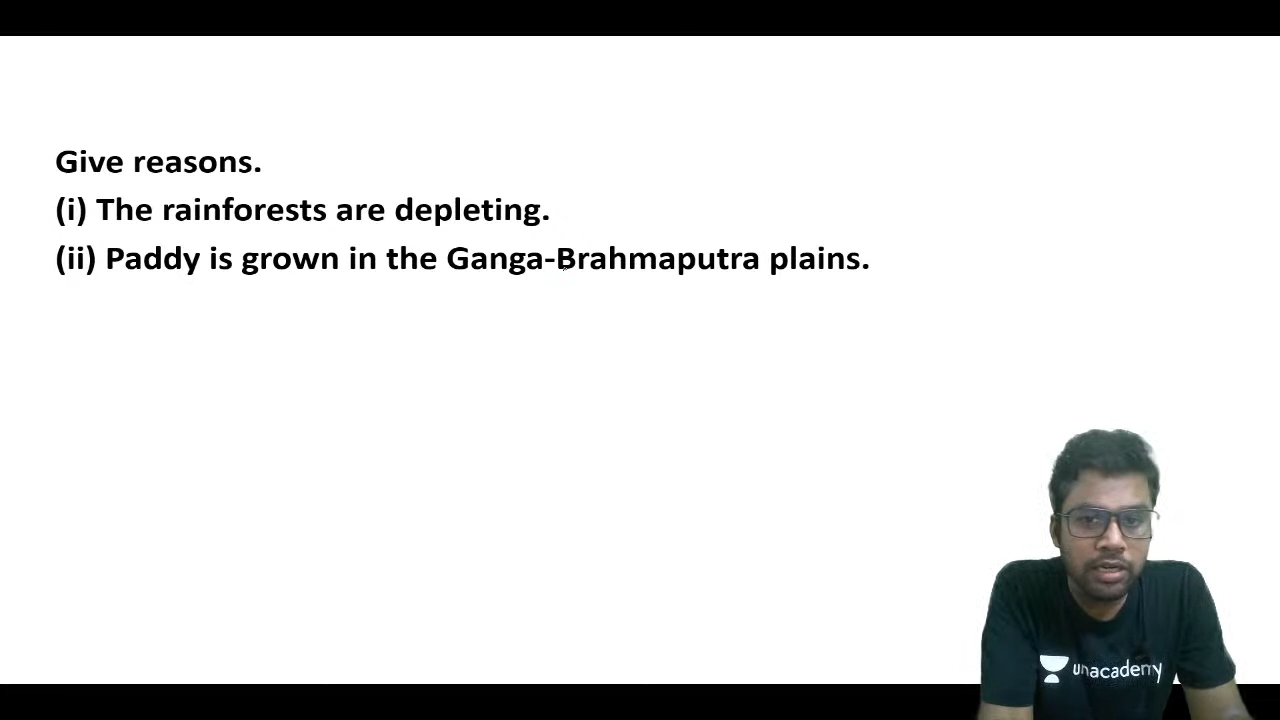 Give reasons.
(i) The rainforests are depleting.
(ii) Paddy is grown in the Ganga-Brahmaputra plains.
unacademy